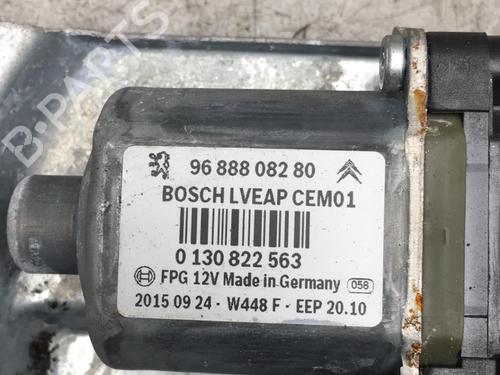 B-PARTS
96 888 082 80
BOSCH LVEAP CEM01
0 130 822 563
FPG 12V Made in Germany 058
2015 09 24 - W448 F - EEP 20.10